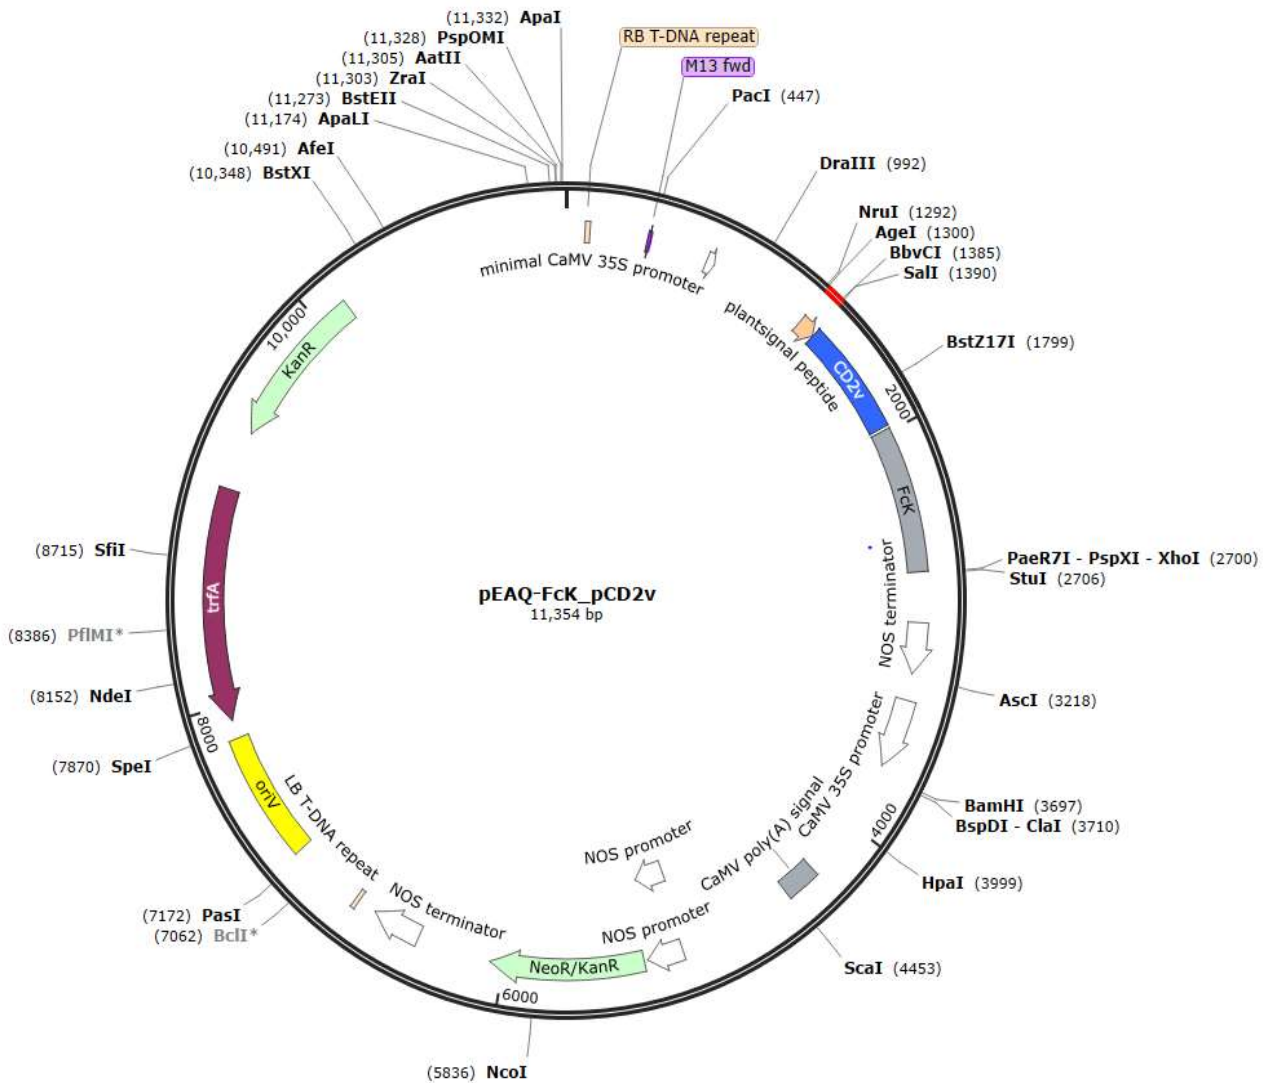 (11,332) ApaI
(11,328) PspOMI
(11,305) AatII
(11,303) ZraI
(11,273) BstEII
(11,174) ApaLI
(10,491) AfeI
(10,348) BstXI
RB T-DNA repeat
M13 fwd
PacI (447)
DraIII (992)
NruI (1292)
AgeI (1300)
BbvCI (1385)
SalI (1390)
BstZ17I (1799)
minimal CaMV 35S promoter
plantsignal peptide
CD2v
2000
FcK
10,000
KanR
trfA
(8715) SfiI
(8386) PflMI*
(8152) NdeI
8000
(7870) SpeI
pEAQ-FcK_pCD2v
11,354 bp
PaeR7I - PspXI - XhoI (2700)
StuI (2706)
NOS terminator
AscI (3218)
CaMV 35S promoter
BamHI (3697)
BspDI - ClaI (3710)
4000
HpaI (3999)
CaMV poly(A) signal
ScaI (4453)
NOS promoter
NOS promoter
NeoR/KanR
6000
(5836) NcoI
NOS terminator
LB T-DNA repeat
oriV
(7172) PasI
(7062) BclI*